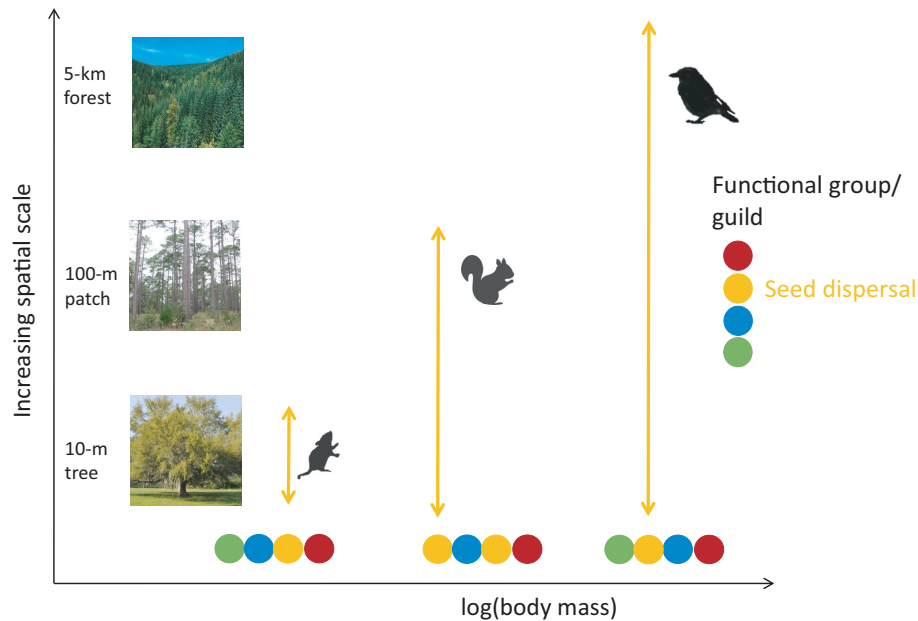 5-km
forest
Functional group/
guild
Seed dispersal
100-m
patch
10-m
tree
Increasing spatial scale
log(body mass)